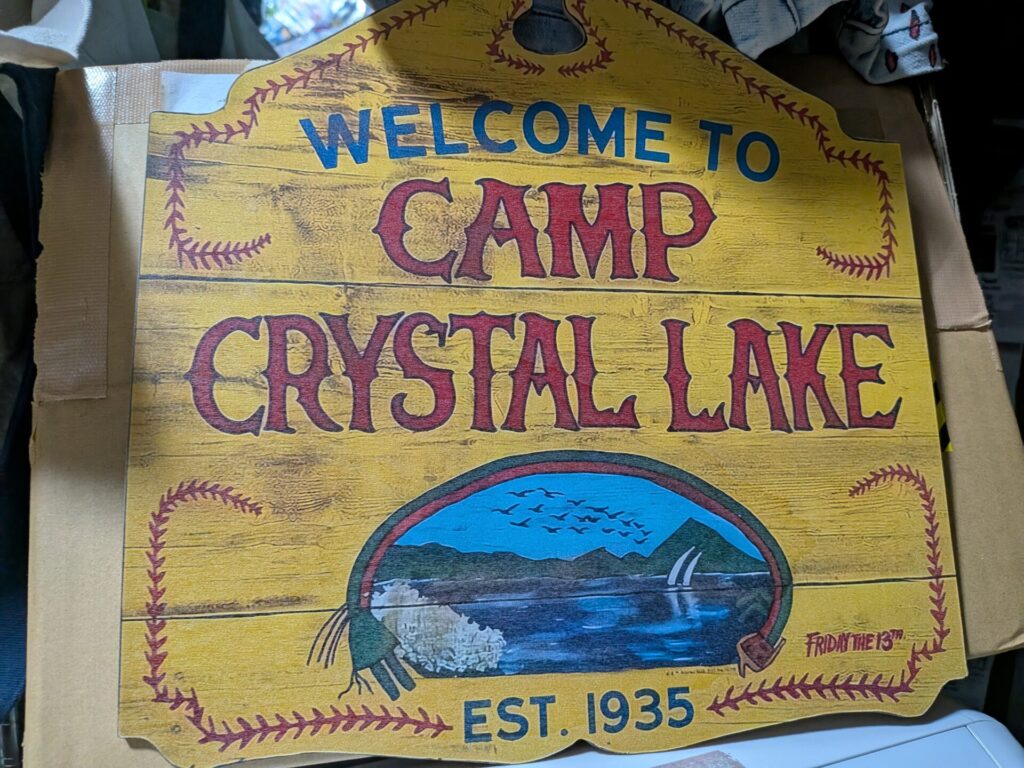 WELCOME TO
CAMP
CRYSTAL LAKE
FRIDAY THE 13TH
EST. 1935